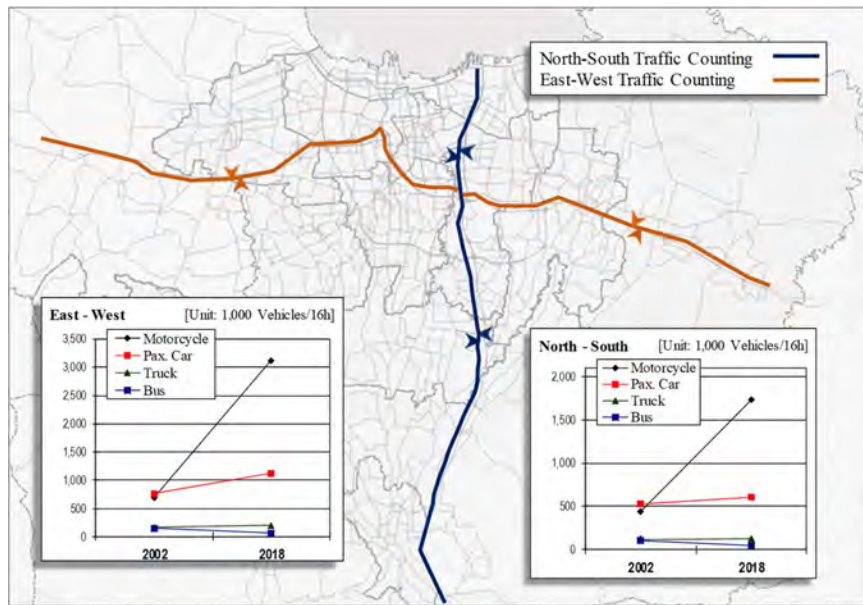 North-South Traffic Counting
East-West Traffic Counting
East - West [Unit: 1,000 Vehicles/16h]
3,500
3,000
2,500
2,000
1,500
1,000
500
0
Motorcycle
Pax. Car
Truck
Bus
2002 2018
North - South [Unit: 1,000 Vehicles/16h]
2,000
1,500
1,000
500
0
Motorcycle
Pax. Car
Truck
Bus
2002 2018